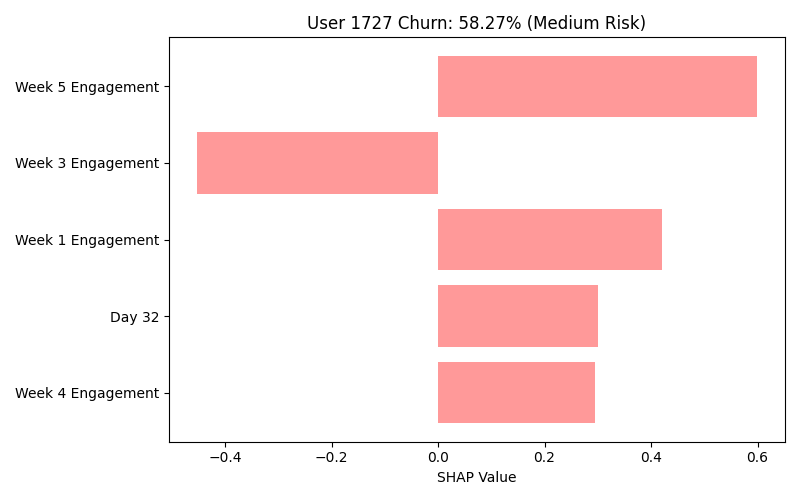 User 1727 Churn: 58.27% (Medium Risk)
Week 5 Engagement
Week 3 Engagement
Week 1 Engagement
Day 32
Week 4 Engagement
−0.4 −0.2 0.0 0.2 0.4 0.6
SHAP Value